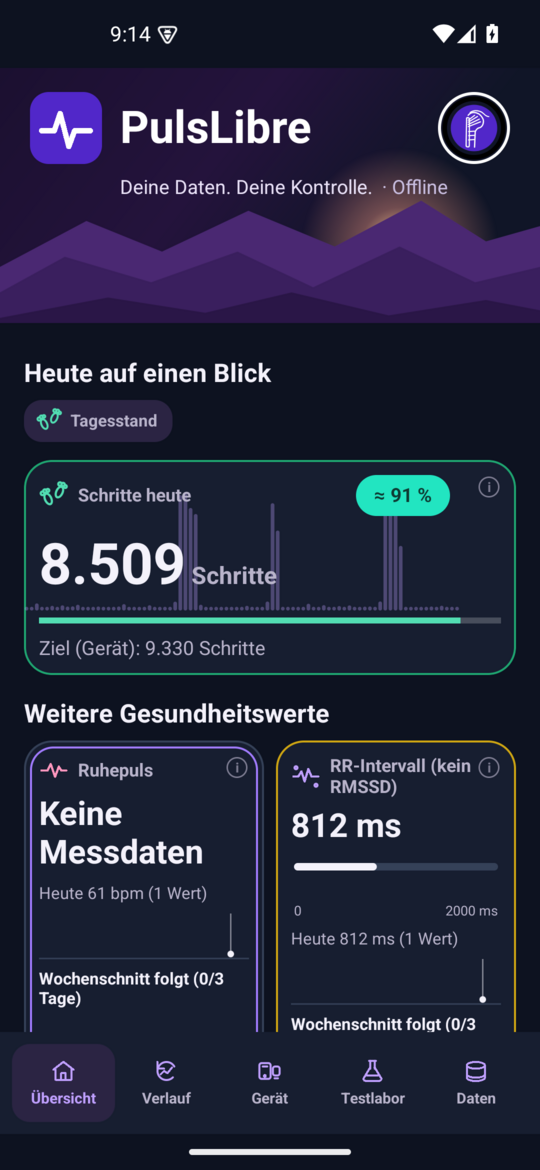 9:14
PulsLibre
Deine Daten. Deine Kontrolle. · Offline
Heute auf einen Blick
Tagesstand
Schritte heute
≈ 91 %
8.509 Schritte
Ziel (Gerät): 9.330 Schritte
Weitere Gesundheitswerte
Ruhepuls
Keine
Messdaten
Heute 61 bpm (1 Wert)
Wochenschnitt folgt (0/3
Tage)
RR-Intervall (kein
RMSSD)
812 ms
0 2000 ms
Heute 812 ms (1 Wert)
Wochenschnitt folgt (0/3
Übersicht
Verlauf
Gerät
Testlabor
Daten